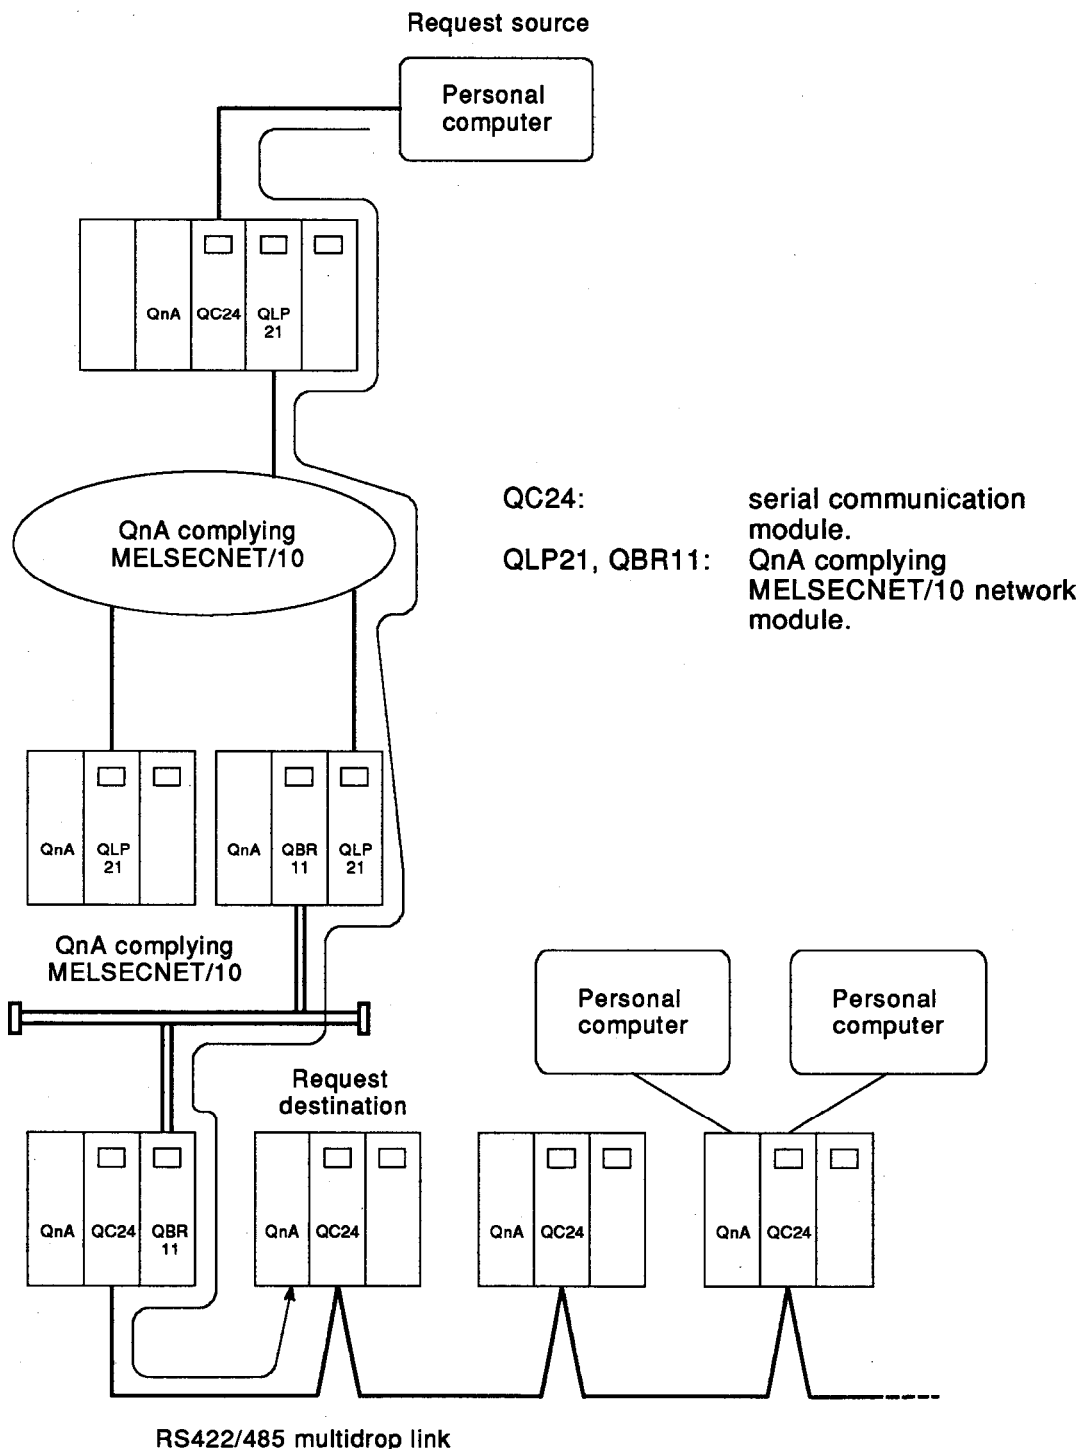 Request source
Personal
computer
QnA QC24 QLP
21
QnA complying
MELSECNET/10
QC24: serial communication
module.
QLP21, QBR11: QnA complying
MELSECNET/10 network
module.
QnA QLP
21
QnA QBR
11
QLP
21
QnA complying
MELSECNET/10
Personal
computer
Personal
computer
Request
destination
QnA QC24 QBR
11
QnA QC24
QnA QC24
QnA QC24
RS422/485 multidrop link